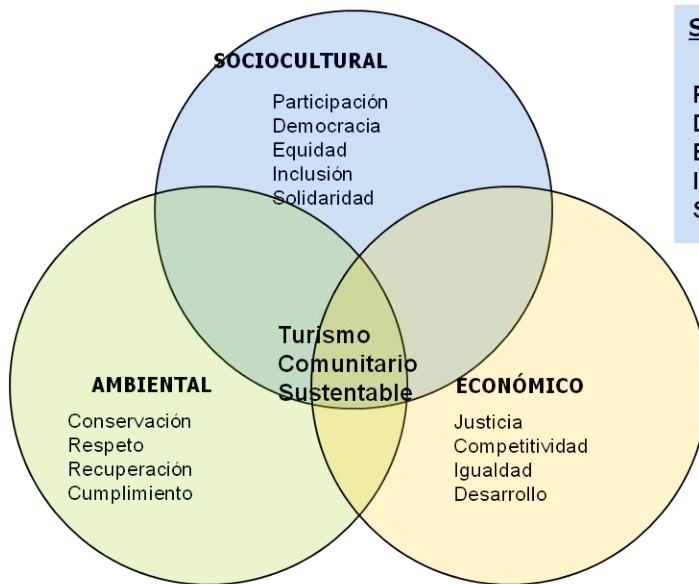 SOCIOCULTURAL
Participación
Democracia
Equidad
Inclusión
Solidaridad
Turismo
Comunitario
Sustentable
AMBIENTAL
Conservación
Respeto
Recuperación
Cumplimiento
ECONÓMICO
Justicia
Competitividad
Igualdad
Desarrollo